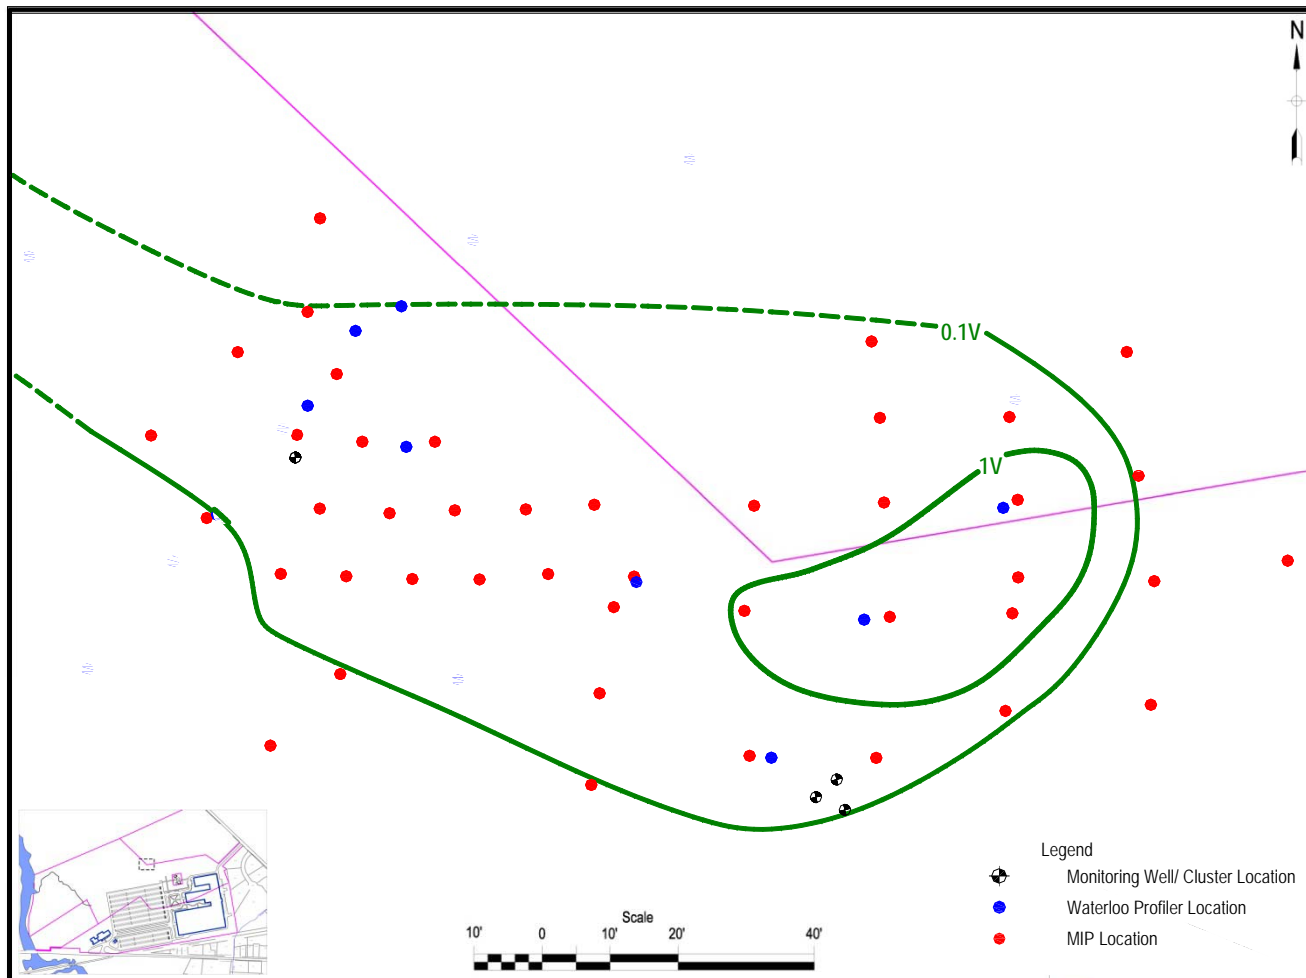 N
0.1V
1V
Legend
Monitoring Well/ Cluster Location
Waterloo Profiler Location
MIP Location
Scale
10' 0 10' 20' 40'